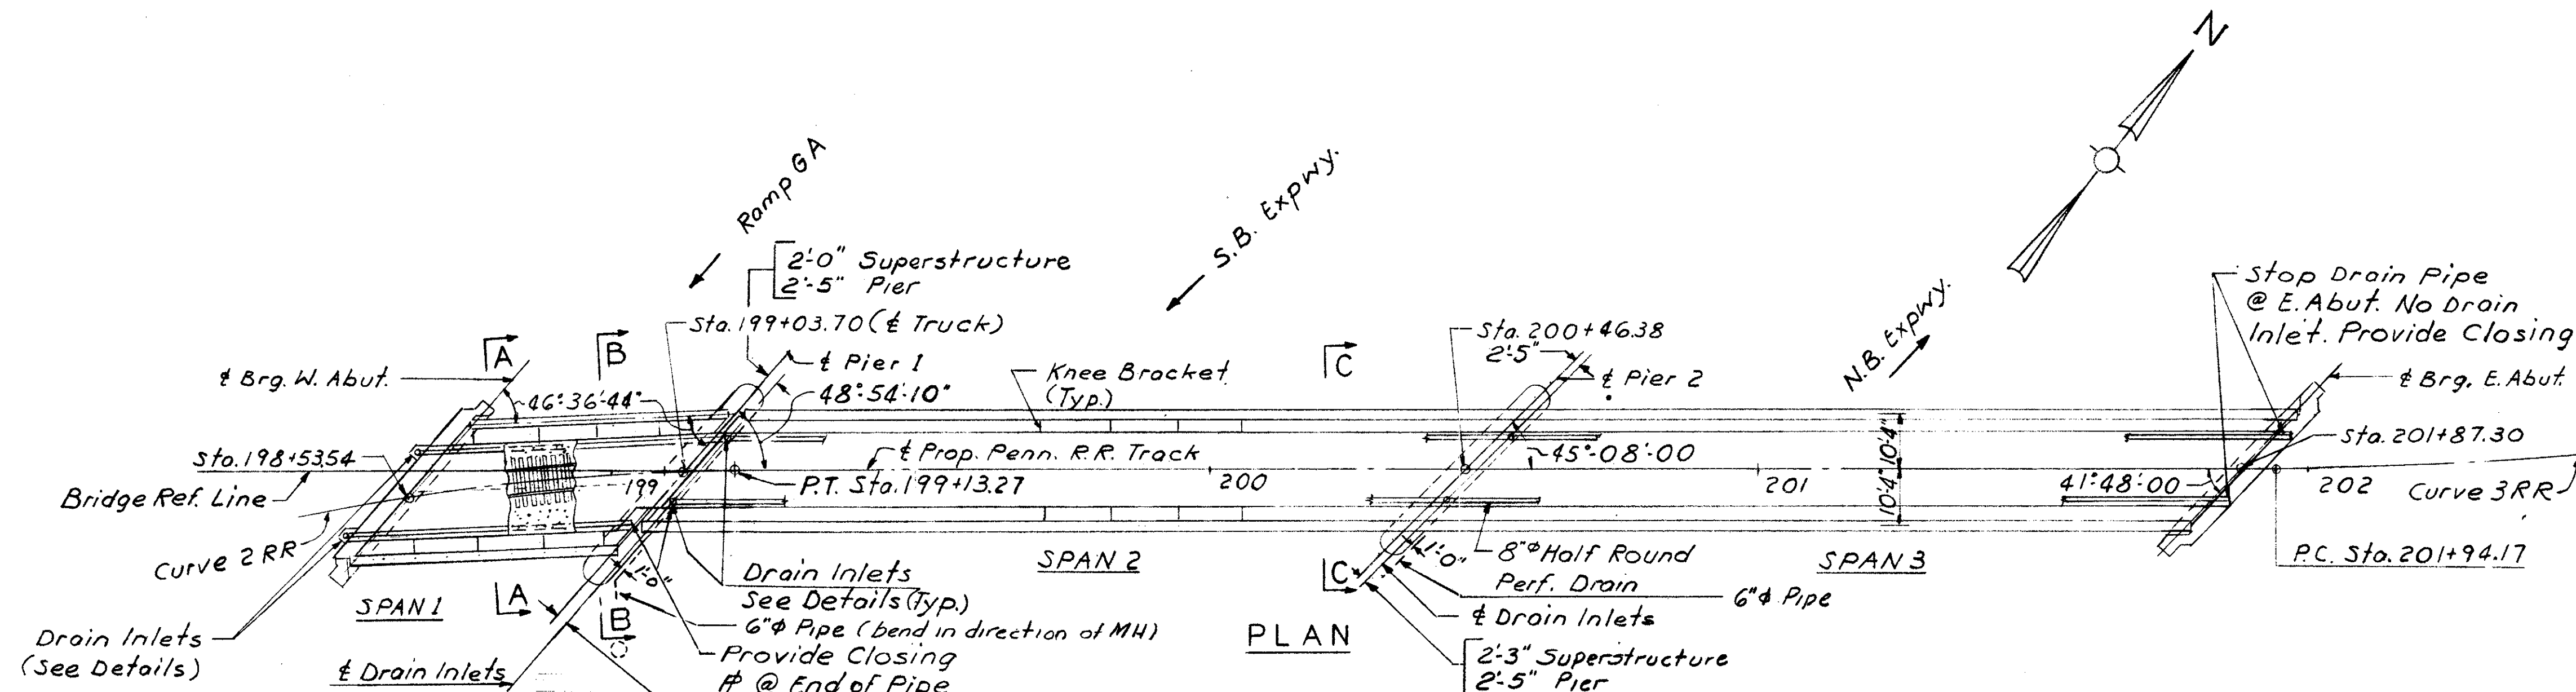 N
Ramp GA
S.B. Expwy.
N.B. Expwy.
2'-0" Superstructure
2'-5" Pier
Sta. 199+03.70 (℄ Truck)
℄ Pier 1
48°-54'-10"
A
B
℄ Brg. W. Abut.
46°-36'-44"
Knee Bracket
(Typ.)
C
Sta. 200+46.38
2'-5"
℄ Pier 2
45°-08'-00
Stop Drain Pipe
@ E. Abut. No Drain
Inlet. Provide Closing
℄ Brg. E. Abut.
Sta. 201+87.30
Sta. 198+53.54
Bridge Ref. Line
199
℄ Prop. Penn. R.R. Track
P.T. Sta. 199+13.27
200
201
10'-4"
10'-4"
41°-48'-00
202
Curve 3 RR
P.C. Sta. 201+94.17
Curve 2 RR
SPAN 1
SPAN 2
SPAN 3
1'-0"
1'-0"
A
B
C
Drain Inlets
(See Details)
℄ Drain Inlets
Drain Inlets
See Details (Typ.)
6"ϕ Pipe (bend in direction of MH)
Provide Closing
℔ @ End of Pipe
PLAN
8"ϕ Half Round
Perf. Drain
6"ϕ Pipe
℄ Drain Inlets
2'-3" Superstructure
2'-5" Pier